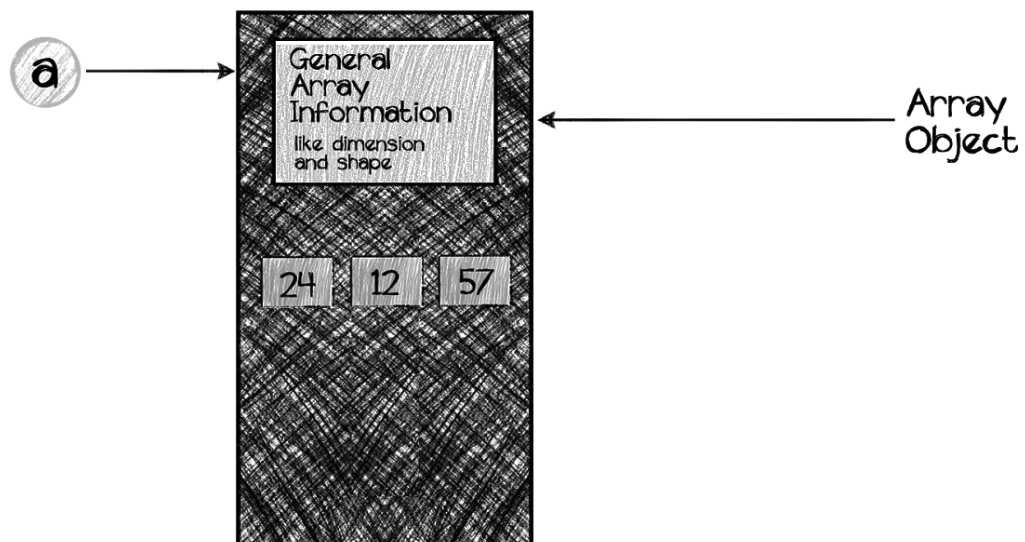 a
General
Array
Information
like dimension
and shape
Array
Object
24 12 57